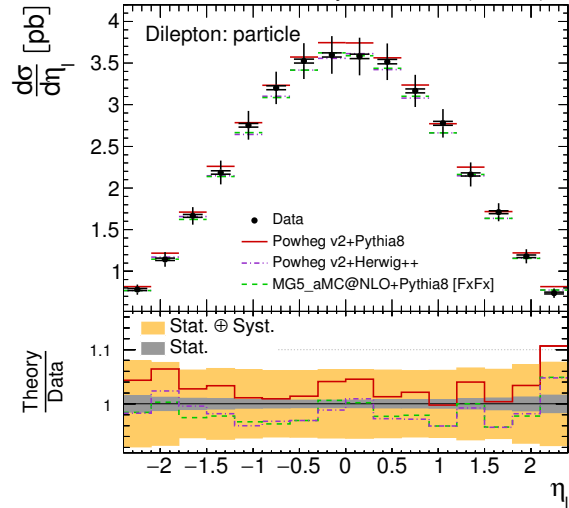 dσ/dη_l [pb]
Dilepton: particle
4
3.5
3
2.5
2
1.5
1
Data
Powheg v2+Pythia8
Powheg v2+Herwig++
MG5_aMC@NLO+Pythia8 [FxFx]
Theory/Data
Stat. ⊕ Syst.
Stat.
1.1
1
−2 −1.5 −1 −0.5 0 0.5 1 1.5 2
η_l